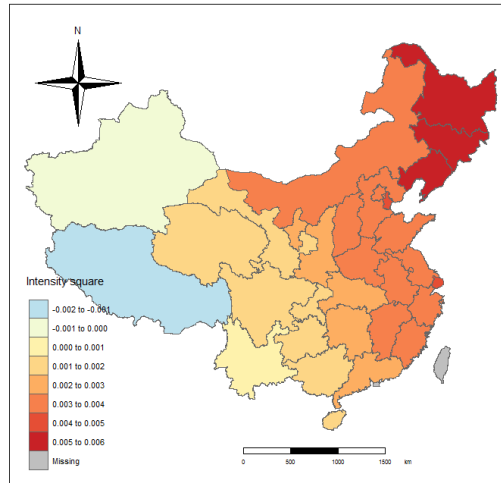 N
Intensity square
-0.002 to -0.001
-0.001 to 0.000
0.000 to 0.001
0.001 to 0.002
0.002 to 0.003
0.003 to 0.004
0.004 to 0.005
0.005 to 0.006
Missing
0 500 1000 1500 km